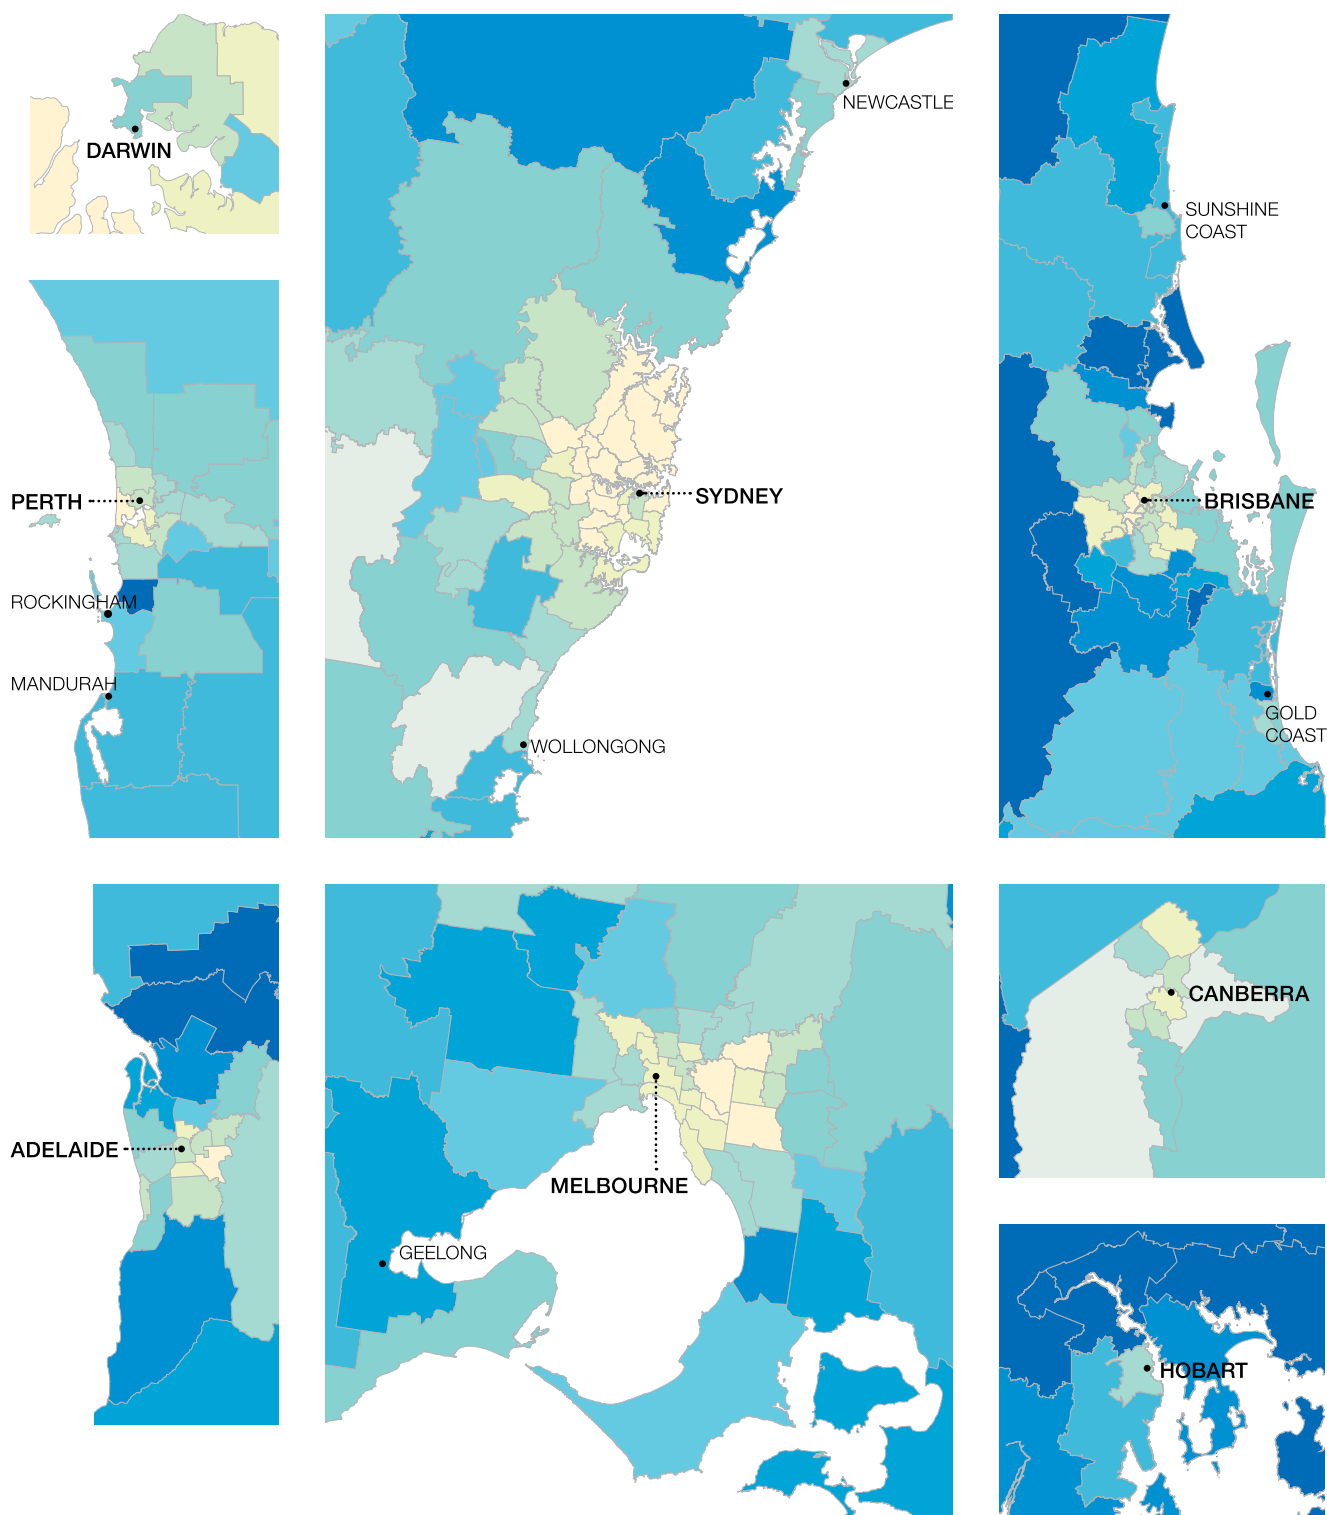 DARWIN
NEWCASTLE
SUNSHINE
COAST
PERTH
SYDNEY
BRISBANE
ROCKINGHAM
MANDURAH
WOLLONGONG
GOLD
COAST
CANBERRA
ADELAIDE
MELBOURNE
GEELONG
HOBART